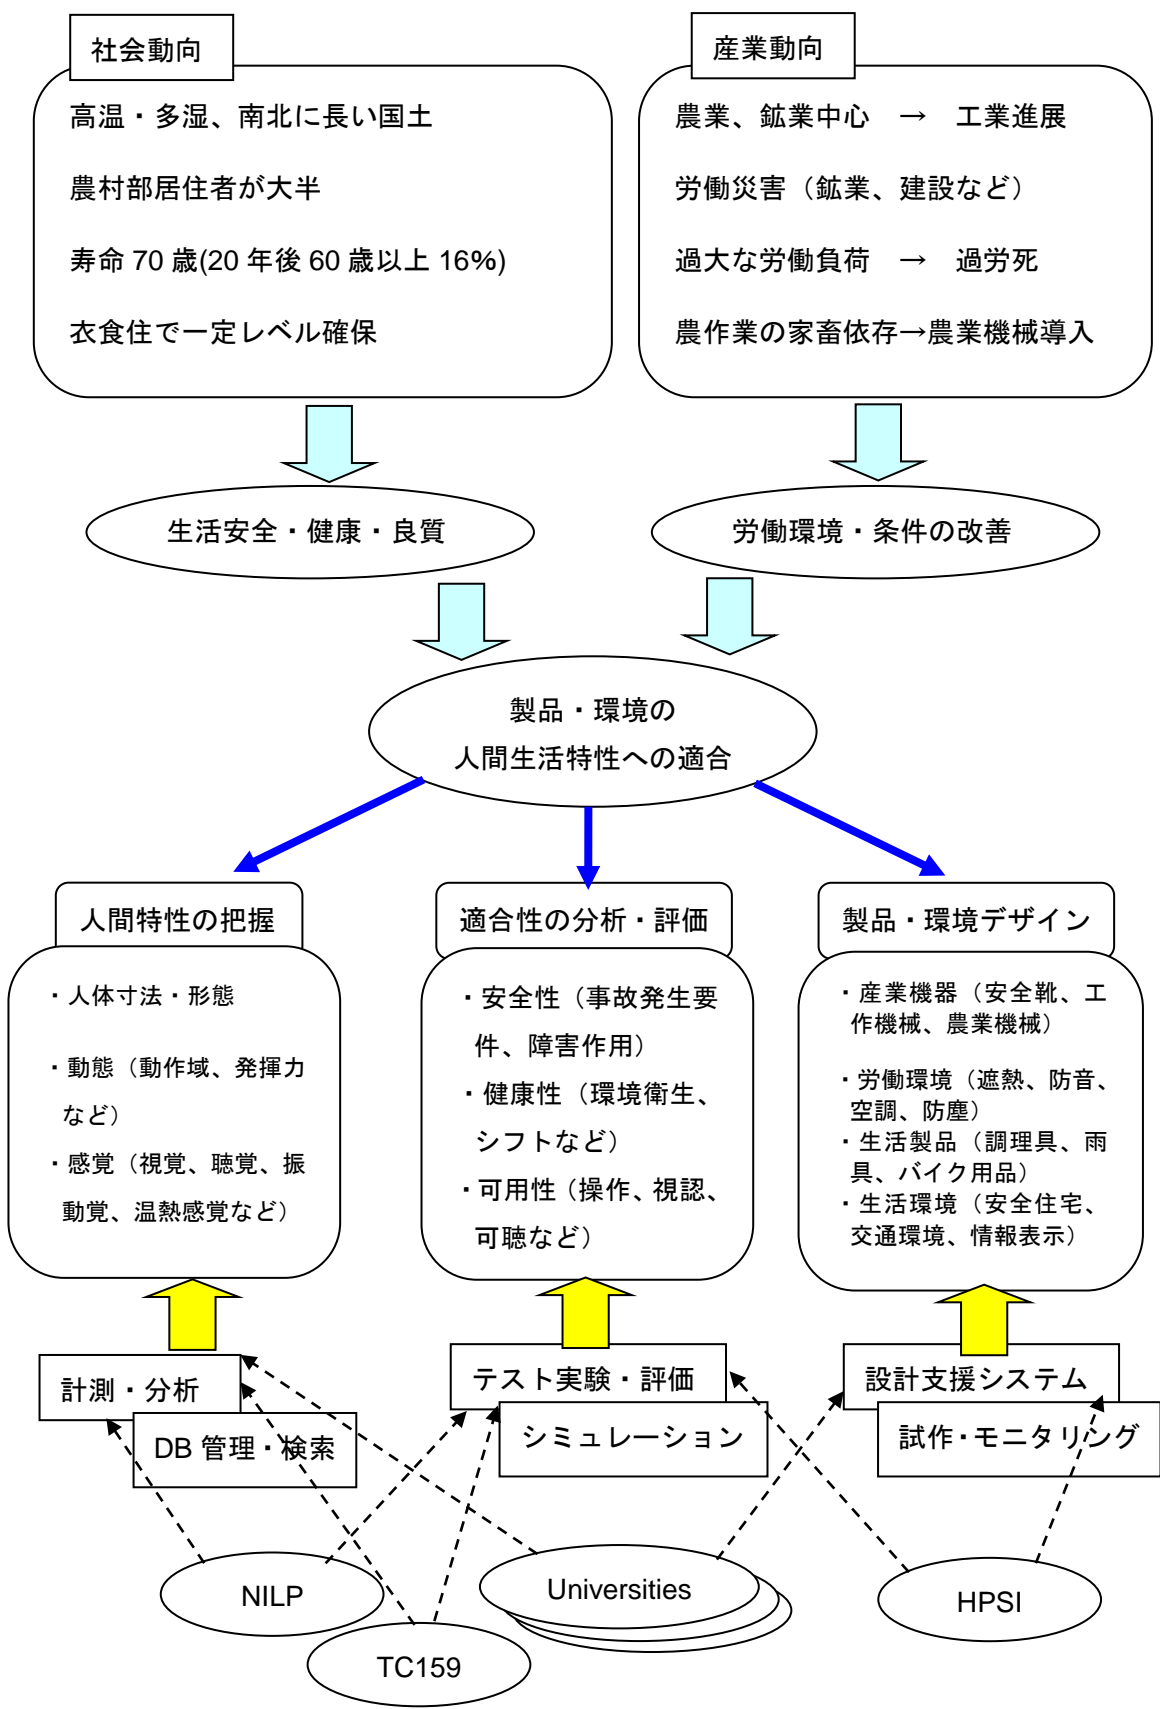 社会動向
高温・多湿、南北に長い国土
農村部居住者が大半
寿命 70 歳(20 年後 60 歳以上 16%)
衣食住で一定レベル確保
産業動向
農業、鉱業中心　→　工業進展
労働災害（鉱業、建設など）
過大な労働負荷　→　過労死
農作業の家畜依存→農業機械導入
生活安全・健康・良質
労働環境・条件の改善
製品・環境の
人間生活特性への適合
人間特性の把握
・人体寸法・形態
・動態（動作域、発揮力
など）
・感覚（視覚、聴覚、振
動覚、温熱感覚など）
適合性の分析・評価
・安全性（事故発生要
件、障害作用）
・健康性（環境衛生、
シフトなど）
・可用性（操作、視認、
可聴など）
製品・環境デザイン
・産業機器（安全靴、工
作機械、農業機械）
・労働環境（遮熱、防音、
空調、防塵）
・生活製品（調理具、雨
具、バイク用品）
・生活環境（安全住宅、
交通環境、情報表示）
計測・分析
DB 管理・検索
テスト実験・評価
シミュレーション
設計支援システム
試作・モニタリング
NILP
TC159
Universities
HPSI